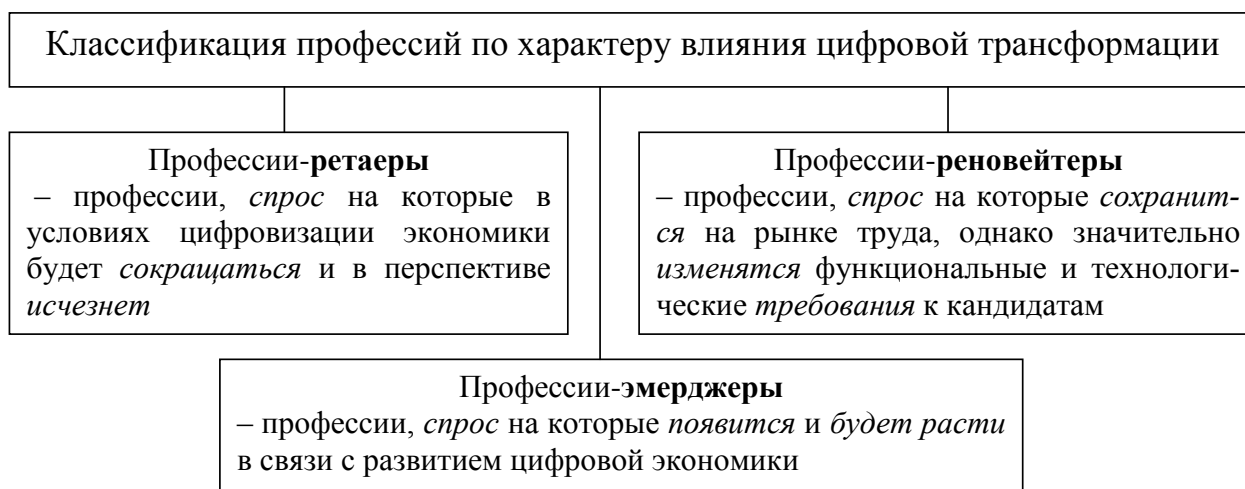 Классификация профессий по характеру влияния цифровой трансформации
Профессии-ретаеры
– профессии, спрос на которые в
условиях цифровизации экономики
будет сокращаться и в перспективе
исчезнет
Профессии-реновейтеры
– профессии, спрос на которые сохранит-
ся на рынке труда, однако значительно
изменятся функциональные и технологи-
ческие требования к кандидатам
Профессии-эмерджеры
– профессии, спрос на которые появится и будет расти
в связи с развитием цифровой экономики